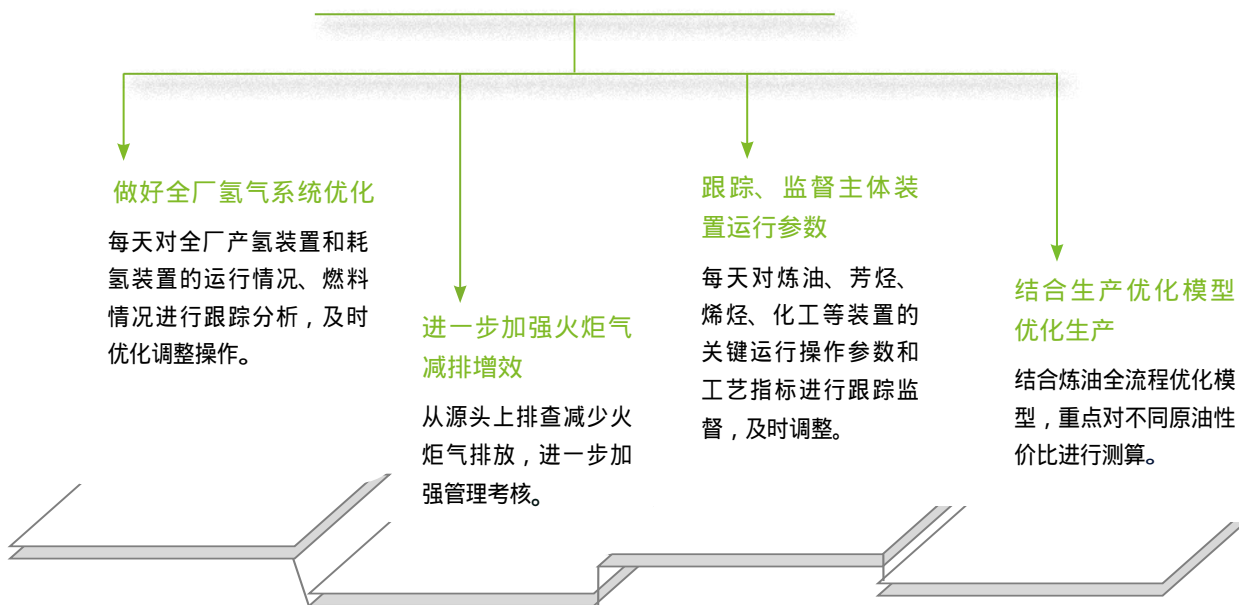 做好全厂氢气系统优化
每天对全厂产氢装置和耗
氢装置的运行情况、燃料
情况进行跟踪分析，及时
优化调整操作。
进一步加强火炬气
减排增效
从源头上排查减少火
炬气排放，进一步加
强管理考核。
跟踪、监督主体装
置运行参数
每天对炼油、芳烃、
烯烃、化工等装置的
关键运行操作参数和
工艺指标进行跟踪监
督，及时调整。
结合生产优化模型
优化生产
结合炼油全流程优化模
型，重点对不同原油性
价比进行测算。